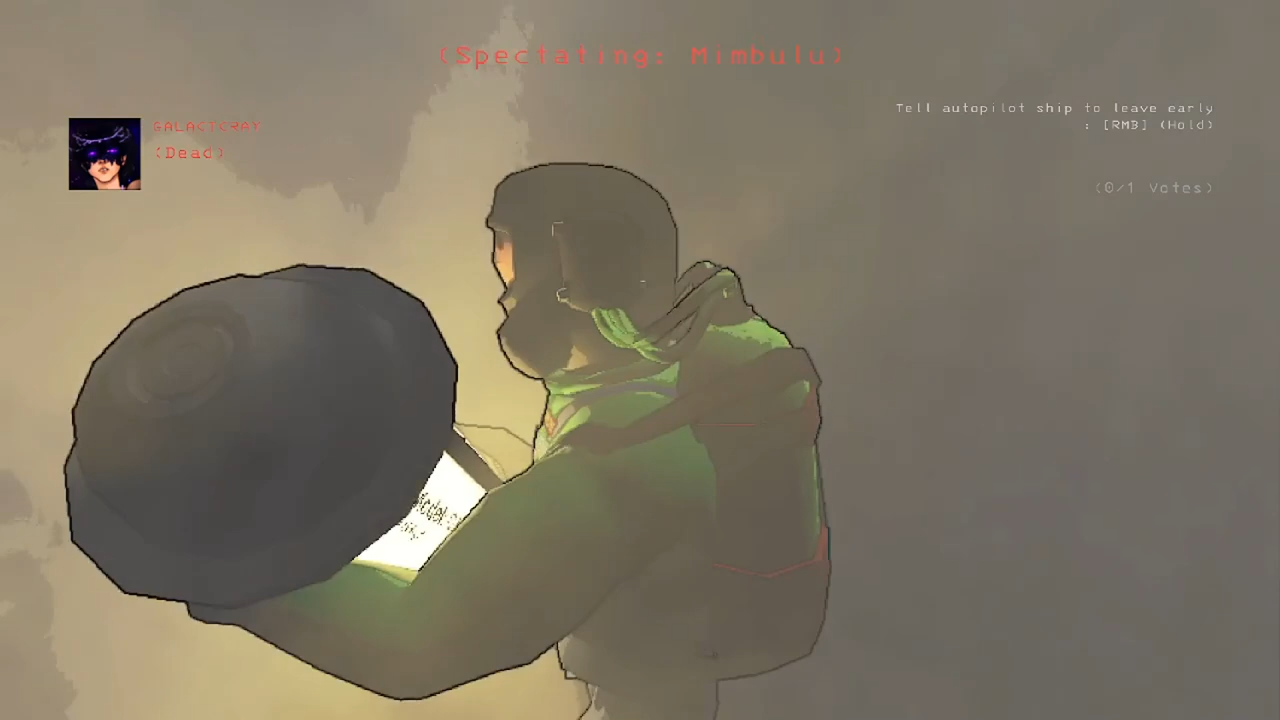 (Spectating: Mimbulu)
GALACTCRAY
(Dead)
Tell autopilot ship to leave early
: [RMB] (Hold)
(0/1 Votes)